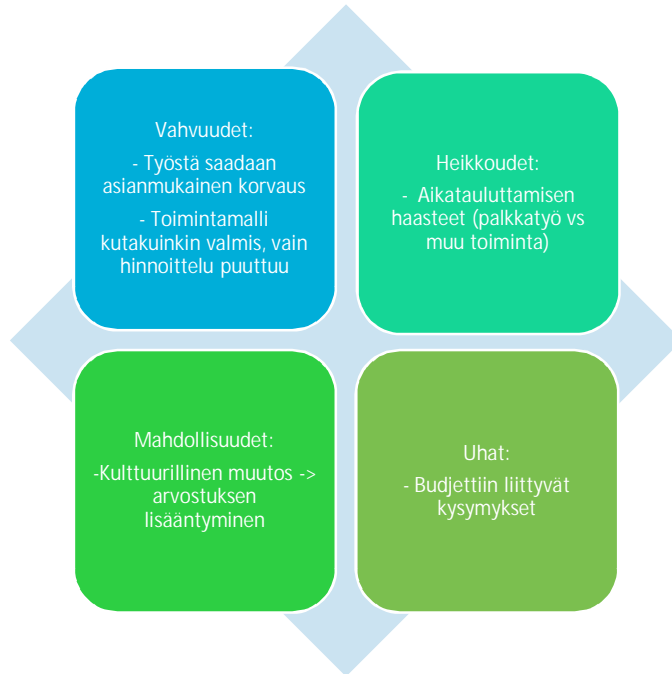 Vahvuudet:
- Työstä saadaan
asianmukainen korvaus
- Toimintamalli
kutakuinkin valmis, vain
hinnoittelu puuttuu
Heikkoudet:
- Aikatauluttamisen
haasteet (palkkatyö vs
muu toiminta)
Mahdollisuudet:
-Kulttuurillinen muutos ->
arvostuksen
lisääntyminen
Uhat:
- Budjettiin liittyvät
kysymykset